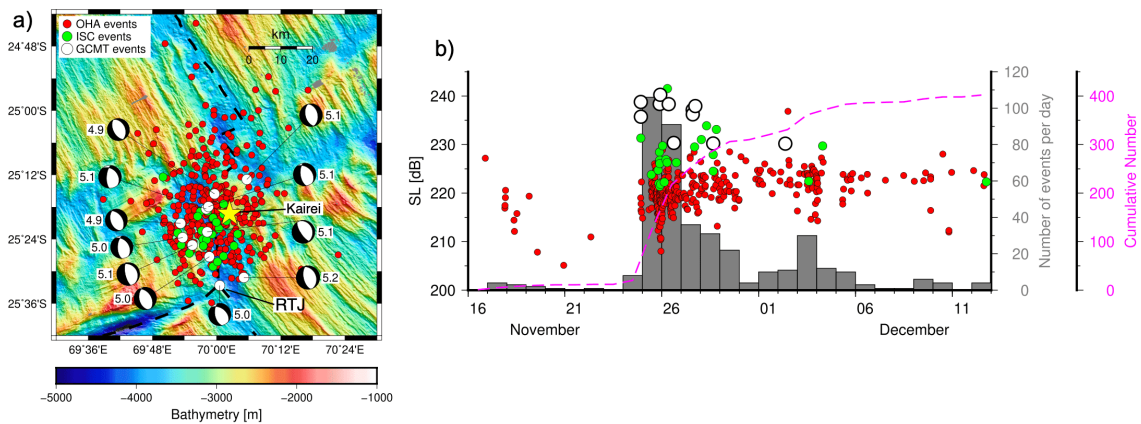 a)
OHA events
ISC events
GCMT events
km
0 10 20
24˚48'S
25˚00'S
25˚12'S
25˚24'S
25˚36'S
4.9
5.1
5.1
5.1
4.9
Kairei
5.0
5.1
5.1
5.2
5.0
RTJ
5.0
69˚36'E 69˚48'E 70˚00'E 70˚12'E 70˚24'E
−5000 −4000 −3000 −2000 −1000
Bathymetry [m]
b)
SL [dB]
240
230
220
210
200
16 21 26 01 06 11
November December
120
100
80
60
40
20
0
Number of events per day
400
300
200
100
0
Cumulative Number